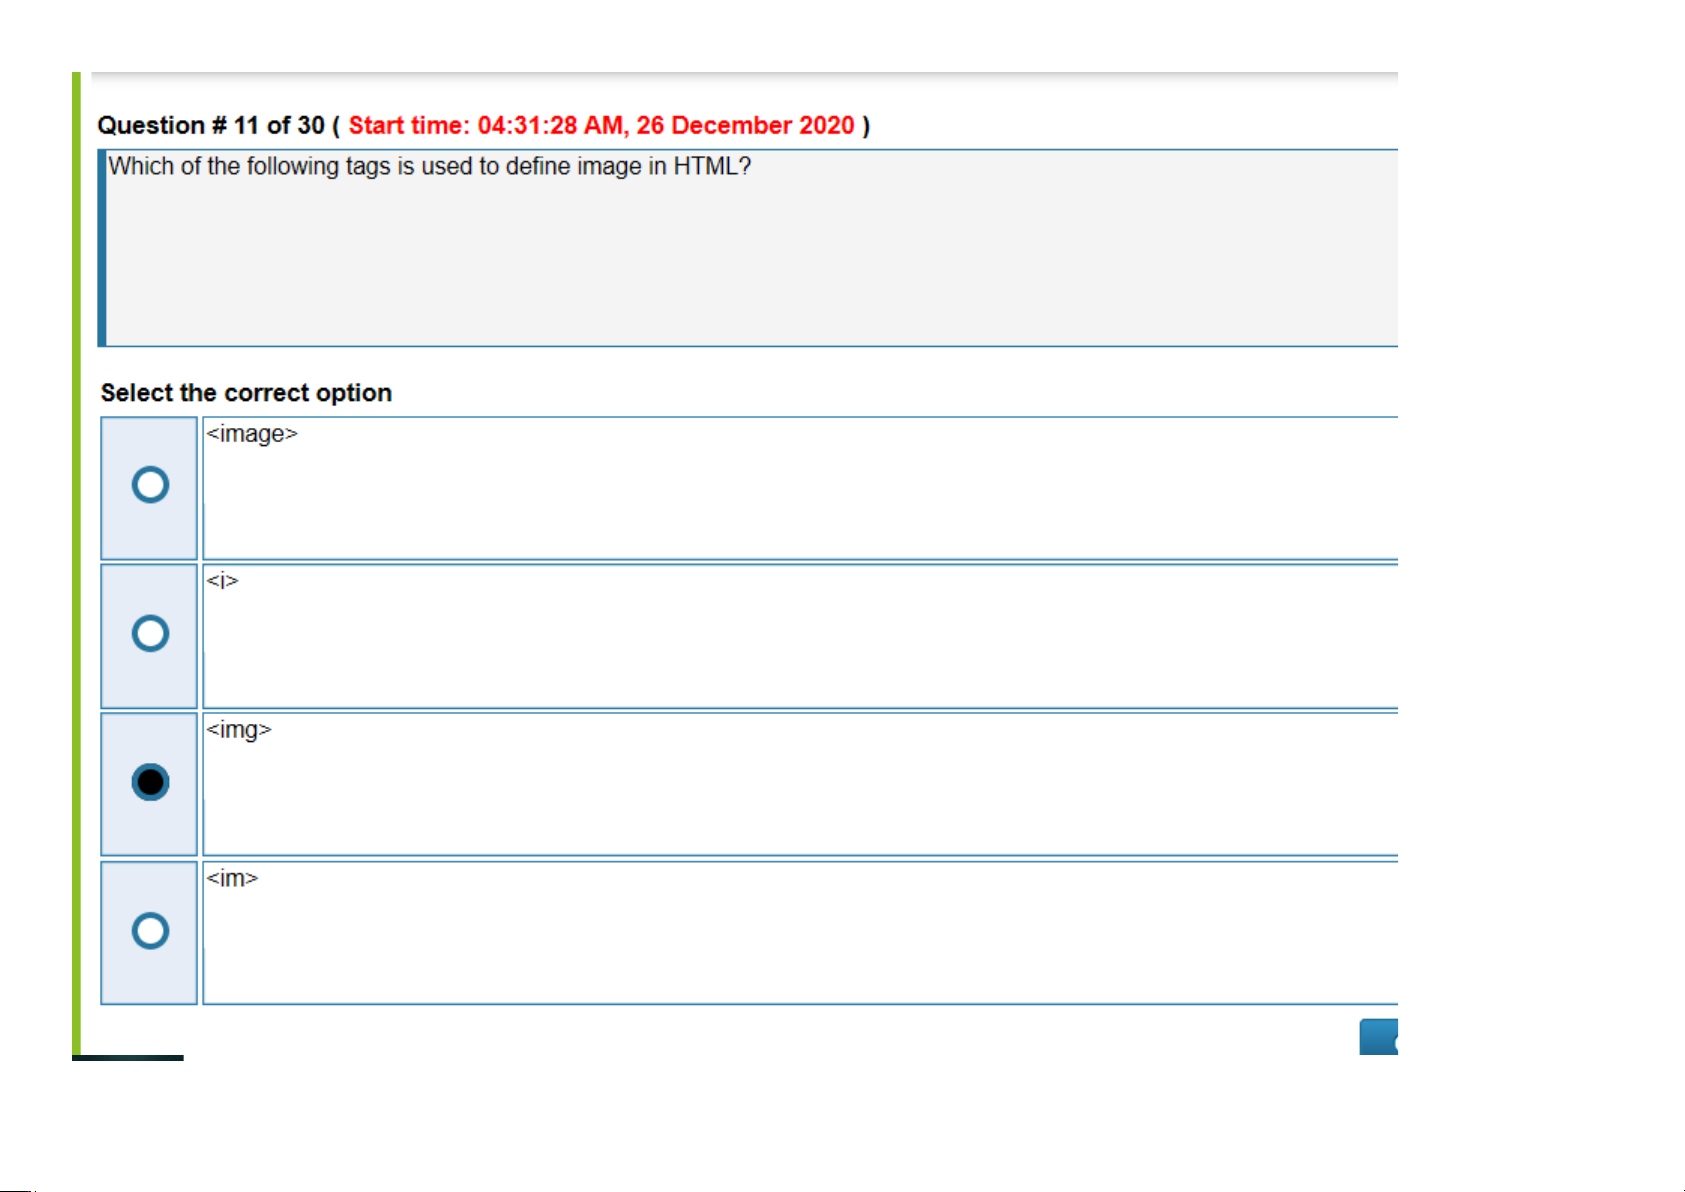 Question # 11 of 30 ( Start time: 04:31:28 AM, 26 December 2020 )
Which of the following tags is used to define image in HTML?
Select the correct option
<image>
<i>
<img>
<im>